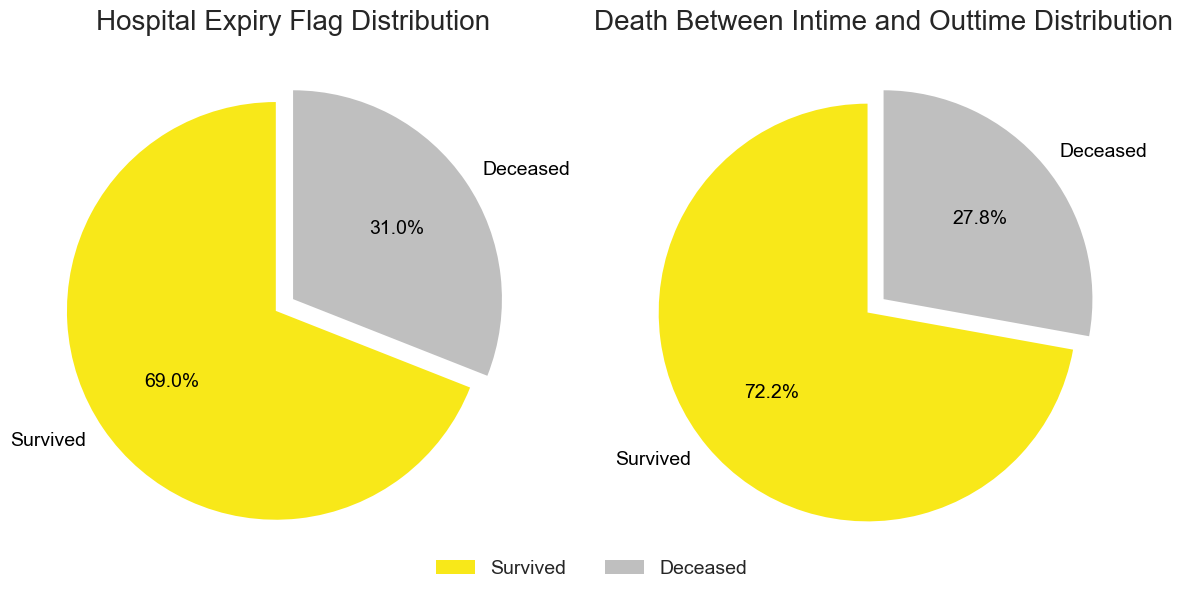 Hospital Expiry Flag Distribution
Deceased
31.0%
69.0%
Survived
Death Between Intime and Outtime Distribution
Deceased
27.8%
72.2%
Survived
Survived
Deceased